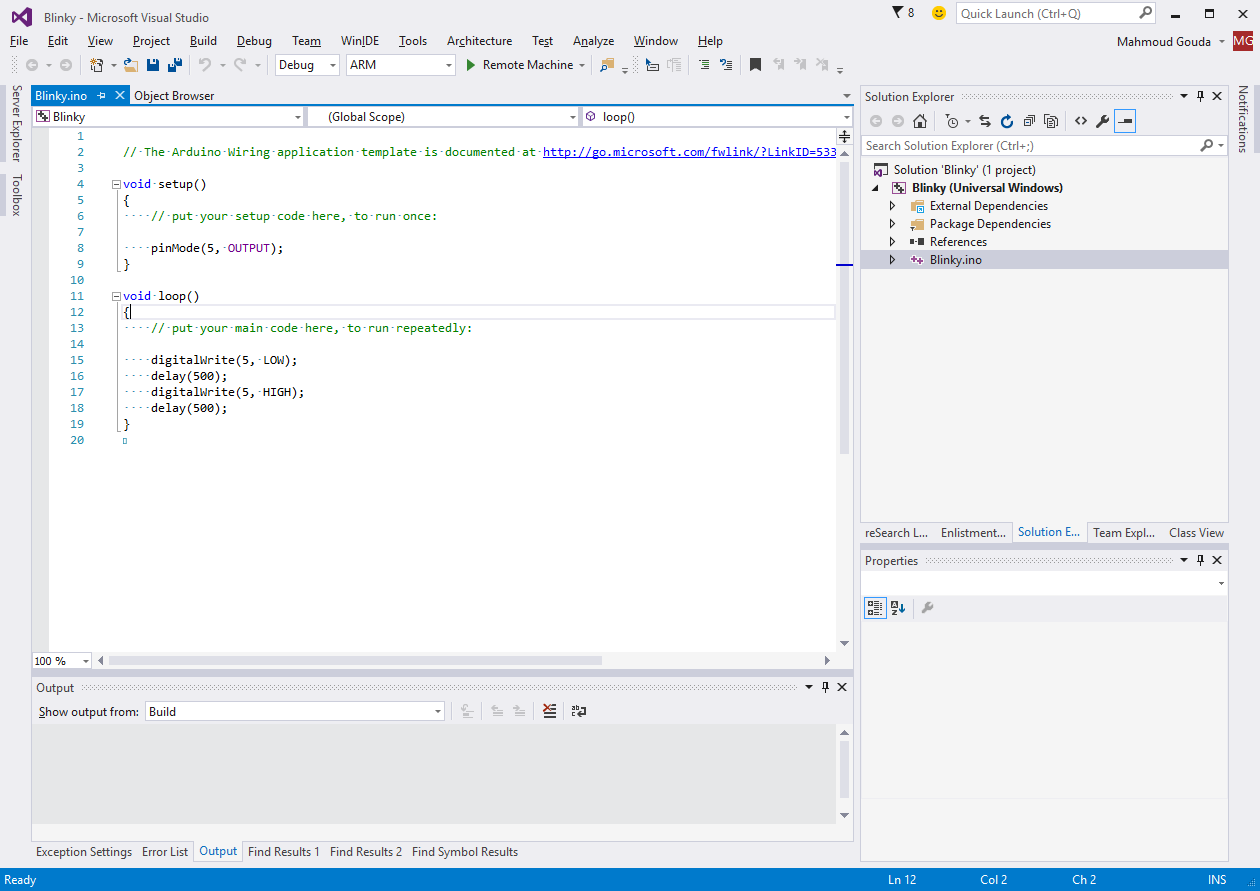 Blinky - Microsoft Visual Studio
8
Quick Launch (Ctrl+Q)
File Edit View Project Build Debug Team WinIDE Tools Architecture Test Analyze Window Help
Mahmoud Gouda
MG
Debug ARM Remote Machine
Server Explorer
Toolbox
Blinky.ino Object Browser
Blinky (Global Scope) loop()
1
2 // The Arduino Wiring application template is documented at http://go.microsoft.com/fwlink/?LinkID=533
3
4 void setup()
5 {
6 // put your setup code here, to run once:
7
8 pinMode(5, OUTPUT);
9 }
10
11 void loop()
12 {
13 // put your main code here, to run repeatedly:
14
15 digitalWrite(5, LOW);
16 delay(500);
17 digitalWrite(5, HIGH);
18 delay(500);
19 }
20
100 %
Output
Show output from: Build
Exception Settings Error List Output Find Results 1 Find Results 2 Find Symbol Results
Solution Explorer
Search Solution Explorer (Ctrl+;)
Solution 'Blinky' (1 project)
Blinky (Universal Windows)
External Dependencies
Package Dependencies
References
Blinky.ino
reSearch L... Enlistment... Solution E... Team Expl... Class View
Properties
Notifications
Ready Ln 12 Col 2 Ch 2 INS